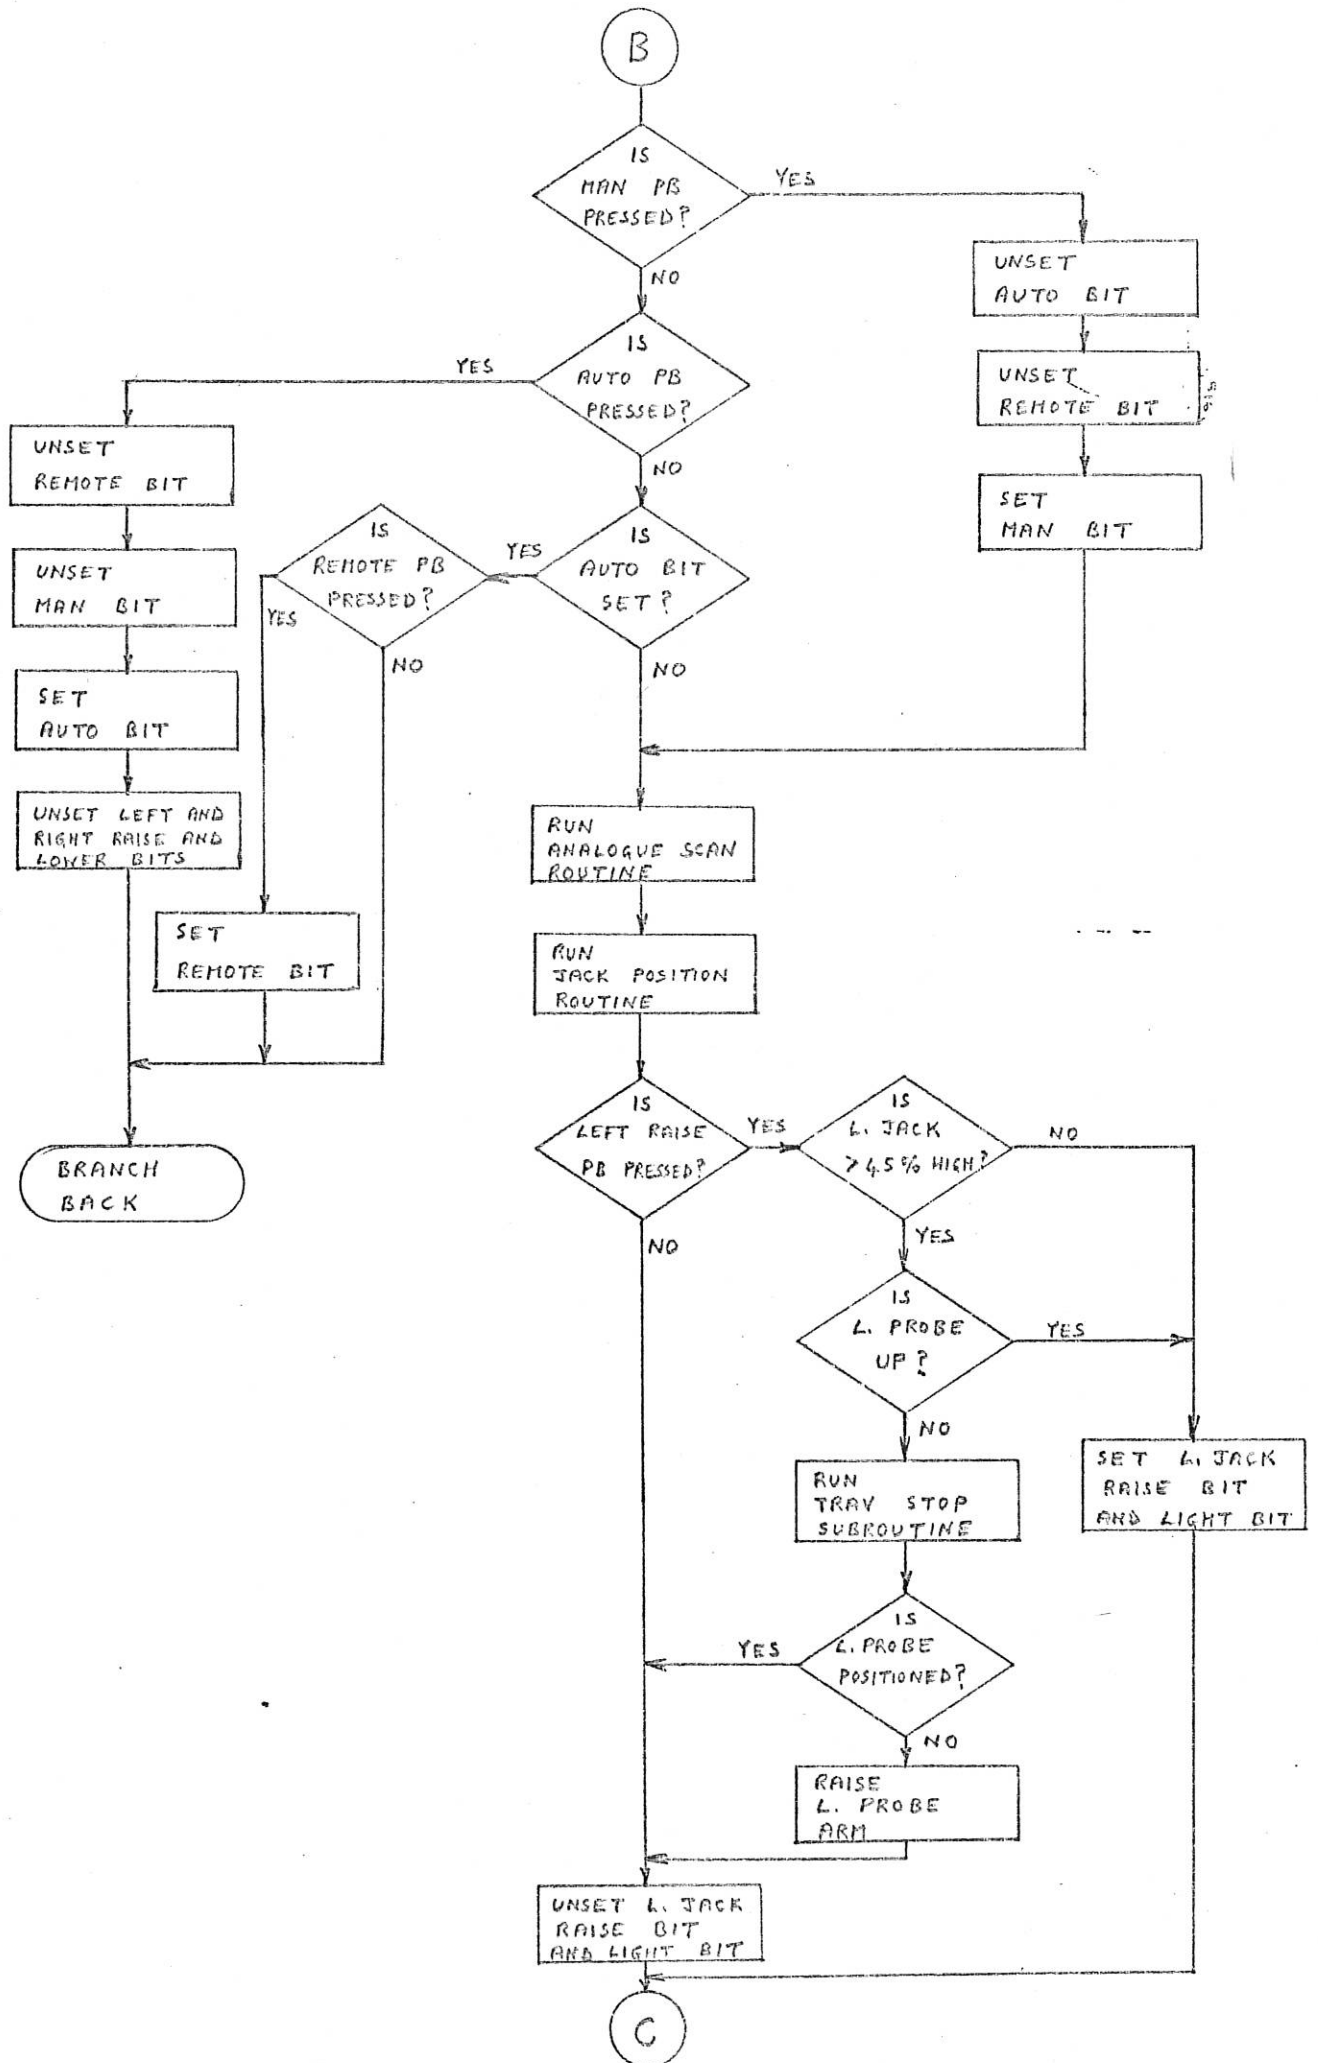 B
IS
MAN PB
PRESSED?
YES
NO
UNSET
AUTO BIT
UNSET
REMOTE BIT
SET
MAN BIT
IS
AUTO PB
PRESSED?
YES
NO
UNSET
REMOTE BIT
UNSET
MAN BIT
SET
AUTO BIT
UNSET LEFT AND
RIGHT RAISE AND
LOWER BITS
IS
AUTO BIT
SET?
YES
NO
IS
REMOTE PB
PRESSED?
YES
NO
SET
REMOTE BIT
BRANCH
BACK
RUN
ANALOGUE SCAN
ROUTINE
RUN
JACK POSITION
ROUTINE
IS
LEFT RAISE
PB PRESSED?
YES
NO
IS
L. JACK
> 45% HIGH?
NO
YES
IS
L. PROBE
UP?
YES
NO
RUN
TRAV STOP
SUBROUTINE
SET L. JACK
RAISE BIT
AND LIGHT BIT
IS
L. PROBE
POSITIONED?
YES
NO
RAISE
L. PROBE
ARM
UNSET L. JACK
RAISE BIT
AND LIGHT BIT
C